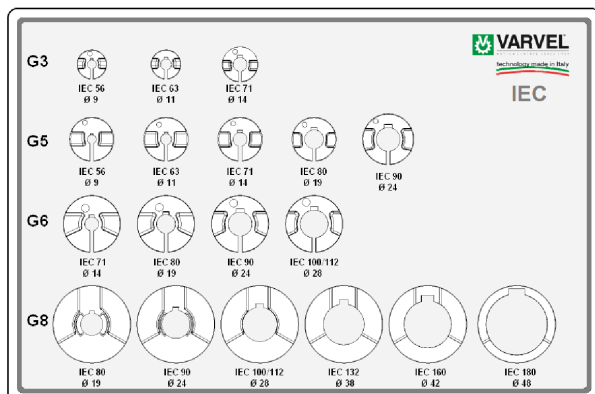 VARVEL
technology made in Italy
IEC
G3
IEC 56 IEC 63 IEC 71
Ø 9 Ø 11 Ø 14
G5
IEC 56 IEC 63 IEC 71 IEC 80 IEC 90
Ø 9 Ø 11 Ø 14 Ø 19 Ø 24
G6
IEC 71 IEC 80 IEC 90 IEC 100/112
Ø 14 Ø 19 Ø 24 Ø 28
G8
IEC 80 IEC 90 IEC 100/112 IEC 132 IEC 160 IEC 180
Ø 19 Ø 24 Ø 28 Ø 38 Ø 42 Ø 48